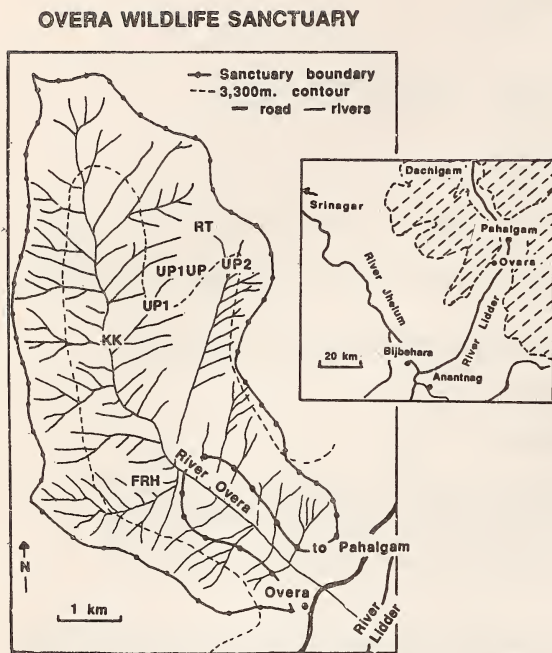 OVERA WILDLIFE SANCTUARY
Sanctuary boundary
3,300m. contour
road rivers
RT
UP1UP
UP2
UP1
KK
FRH
River Overa
to Pahalgam
Overa
River Lidder
N
1 km
Dachigam
Srinagar
Pahalgam
Overa
River Jhelum
River Lidder
Bijbehara
20 km
Anantnag